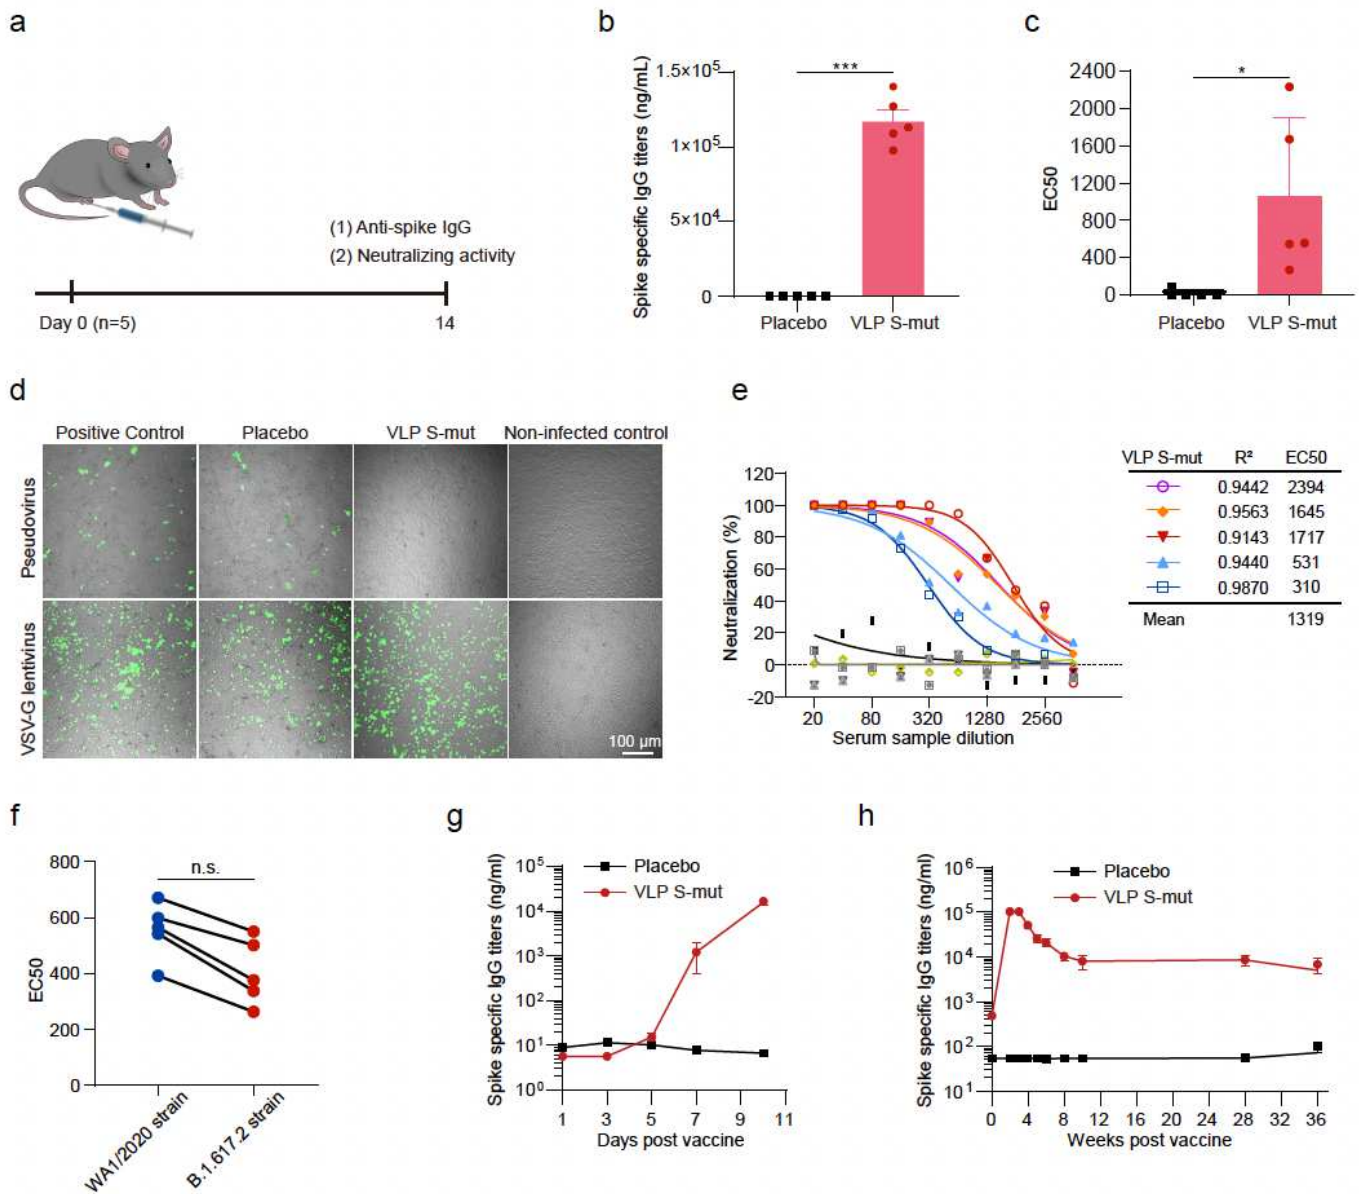 a
(1) Anti-spike IgG
(2) Neutralizing activity
Day 0 (n=5)
14
b
Spike specific IgG titers (ng/mL)
1.5×10⁵
1×10⁵
5×10⁴
0
***
Placebo
VLP S-mut
c
EC50
2400
2000
1600
1200
800
400
0
*
Placebo
VLP S-mut
d
Positive Control
Placebo
VLP S-mut
Non-infected control
Pseudovirus
VSV-G lentivirus
100 µm
e
Neutralization (%)
120
100
80
60
40
20
0
-20
20
80
320
1280
2560
Serum sample dilution
VLP S-mut R² EC50
0.9442 2394
0.9563 1645
0.9143 1717
0.9440 531
0.9870 310
Mean 1319
f
EC50
800
600
400
200
0
n.s.
WA1/2020 strain
B.1.617.2 strain
g
Spike specific IgG titers (ng/ml)
10⁵
10⁴
10³
10²
10¹
10⁰
Placebo
VLP S-mut
1 3 5 7 9 11
Days post vaccine
h
Spike specific IgG titers (ng/ml)
10⁶
10⁵
10⁴
10³
10²
10¹
Placebo
VLP S-mut
0 4 8 12 16 20 24 28 32 36
Weeks post vaccine